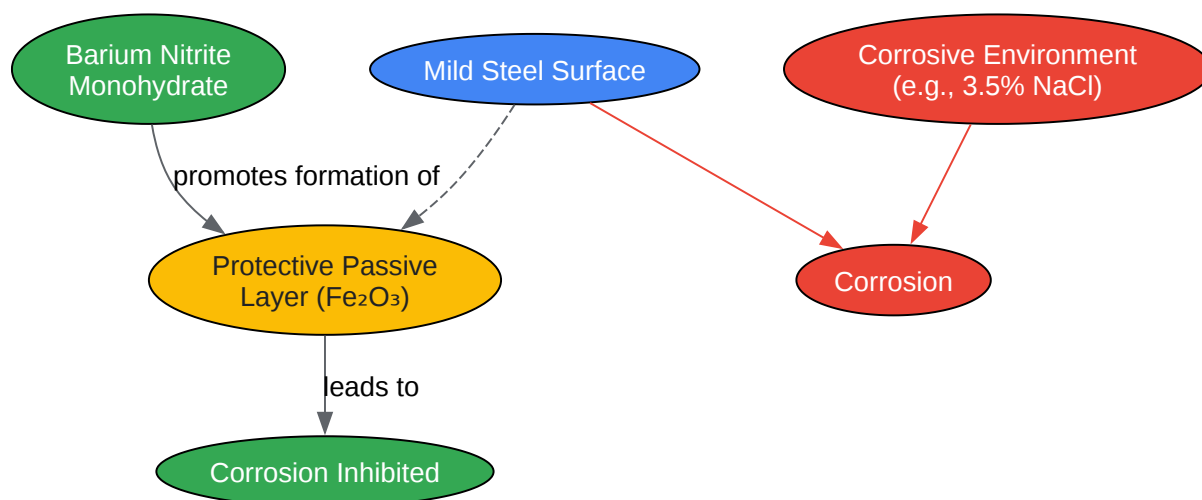 Barium Nitrite
Monohydrate
Mild Steel Surface
Corrosive Environment
(e.g., 3.5% NaCl)
promotes formation of
Protective Passive
Layer (Fe₂O₃)
Corrosion
leads to
Corrosion Inhibited